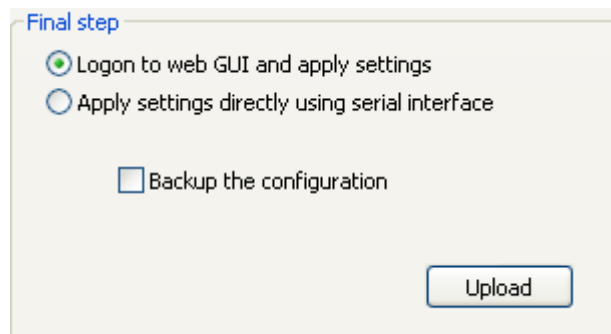 Final step
Logon to web GUI and apply settings
Apply settings directly using serial interface
Backup the configuration
Upload